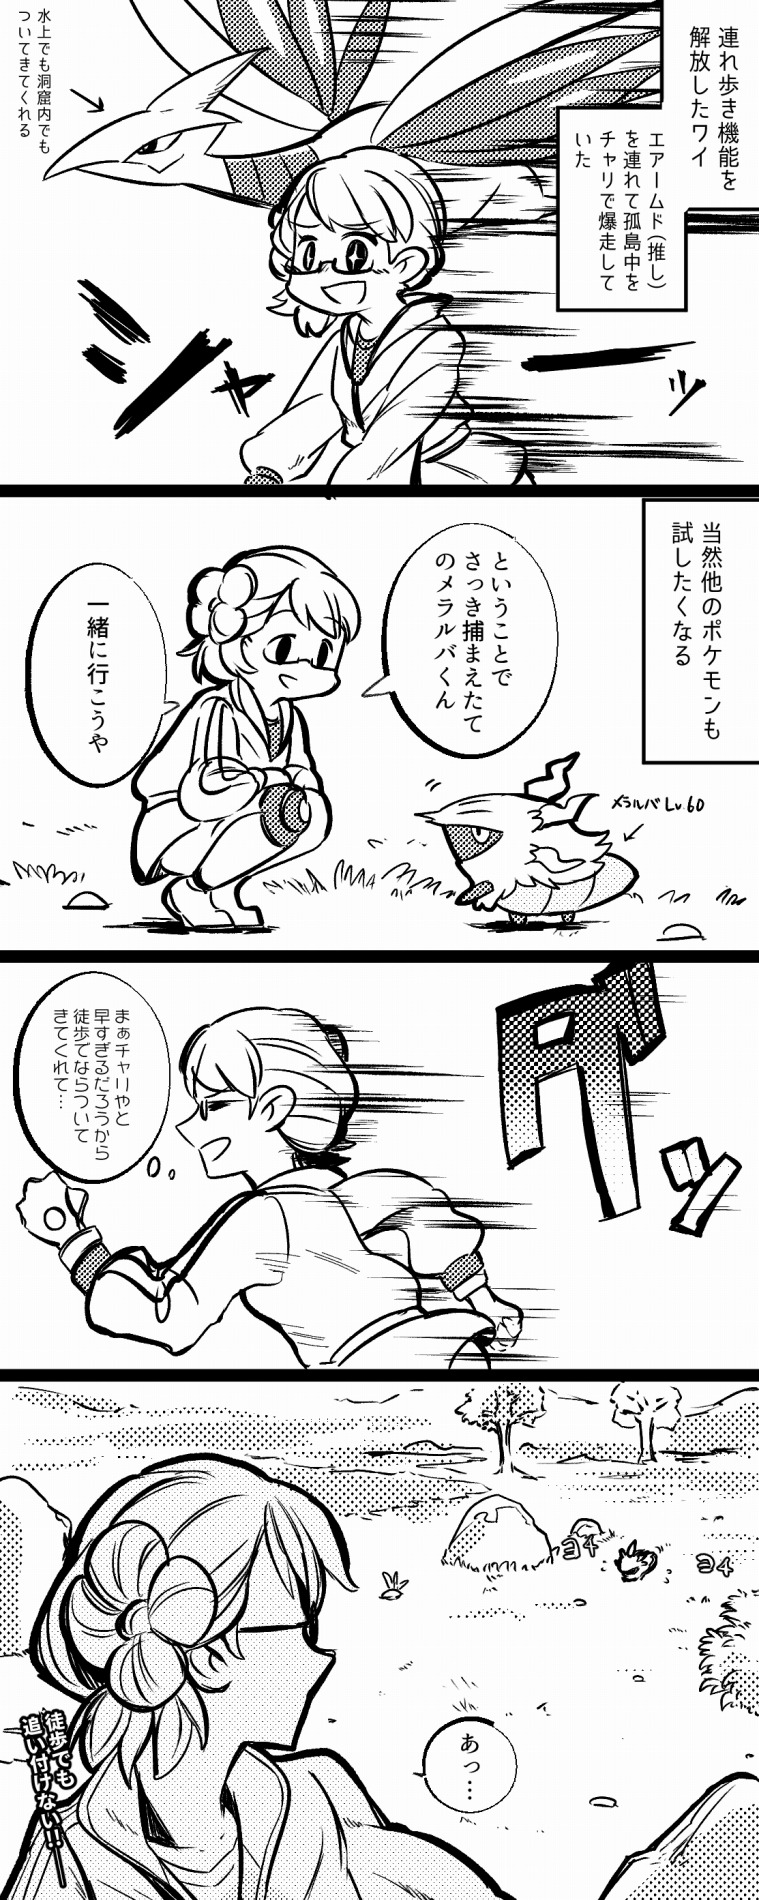 連れ歩き機能を
解放したワイ
エアームド(推し)
を連れて孤島中を
チャリで爆走して
いた
水上でも洞窟内でも
ついてきてくれる
シャーッ
当然他のポケモンも
試したくなる
ということで
さっき捕まえたて
のメラルバくん
一緒に行こうや
メラルバ Lv.60
ダッ
まぁチャリやと
早すぎるだろうから
徒歩でならついて
きてくれて…
ヨチ
ヨチ
あっ…
徒歩でも
追い付けない!!